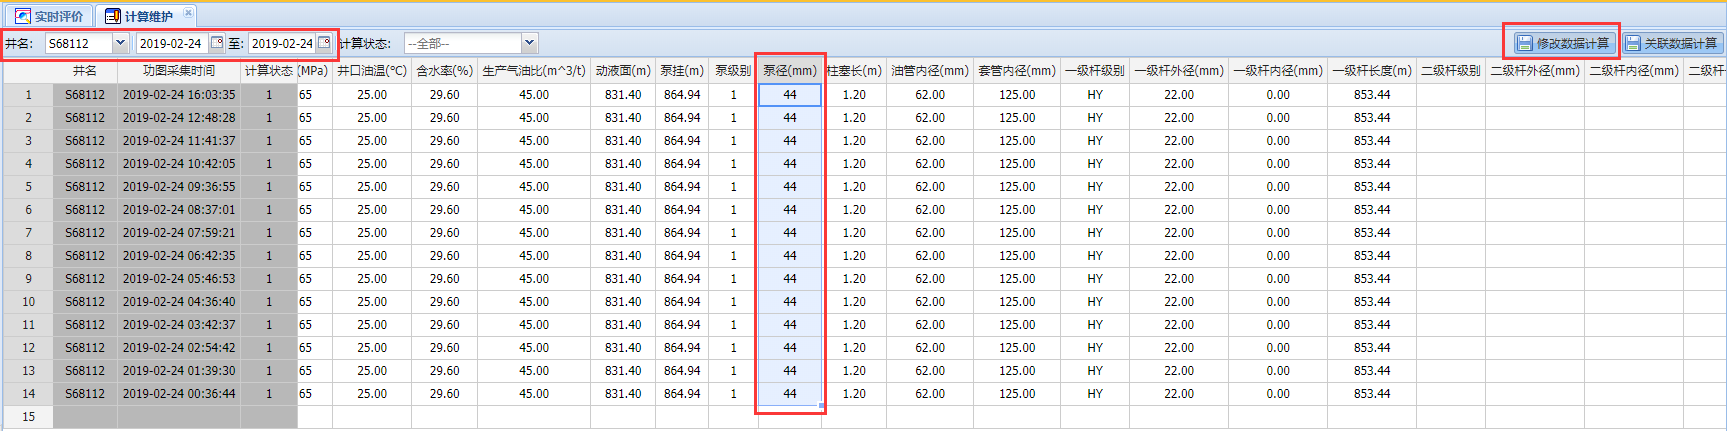 实时评价 计算维护
井名: S68112 2019-02-24 至: 2019-02-24 计算状态: --全部-- 修改数据计算 关联数据计算
井名 功图采集时间 计算状态 (MPa) 井口油温(℃) 含水率(%) 生产气油比(m^3/t) 动液面(m) 泵挂(m) 泵级别 泵径(mm) 柱塞长(m) 油管内径(mm) 套管内径(mm) 一级杆级别 一级杆外径(mm) 一级杆内径(mm) 一级杆长度(m) 二级杆级别 二级杆外径(mm) 二级杆内径(mm) 二级
1 S68112 2019-02-24 16:03:35 1 65 25.00 29.60 45.00 831.40 864.94 1 44 1.20 62.00 125.00 HY 22.00 0.00 853.44
2 S68112 2019-02-24 12:48:28 1 65 25.00 29.60 45.00 831.40 864.94 1 44 1.20 62.00 125.00 HY 22.00 0.00 853.44
3 S68112 2019-02-24 11:41:37 1 65 25.00 29.60 45.00 831.40 864.94 1 44 1.20 62.00 125.00 HY 22.00 0.00 853.44
4 S68112 2019-02-24 10:42:05 1 65 25.00 29.60 45.00 831.40 864.94 1 44 1.20 62.00 125.00 HY 22.00 0.00 853.44
5 S68112 2019-02-24 09:36:55 1 65 25.00 29.60 45.00 831.40 864.94 1 44 1.20 62.00 125.00 HY 22.00 0.00 853.44
6 S68112 2019-02-24 08:37:01 1 65 25.00 29.60 45.00 831.40 864.94 1 44 1.20 62.00 125.00 HY 22.00 0.00 853.44
7 S68112 2019-02-24 07:59:21 1 65 25.00 29.60 45.00 831.40 864.94 1 44 1.20 62.00 125.00 HY 22.00 0.00 853.44
8 S68112 2019-02-24 06:42:35 1 65 25.00 29.60 45.00 831.40 864.94 1 44 1.20 62.00 125.00 HY 22.00 0.00 853.44
9 S68112 2019-02-24 05:46:53 1 65 25.00 29.60 45.00 831.40 864.94 1 44 1.20 62.00 125.00 HY 22.00 0.00 853.44
10 S68112 2019-02-24 04:36:40 1 65 25.00 29.60 45.00 831.40 864.94 1 44 1.20 62.00 125.00 HY 22.00 0.00 853.44
11 S68112 2019-02-24 03:42:37 1 65 25.00 29.60 45.00 831.40 864.94 1 44 1.20 62.00 125.00 HY 22.00 0.00 853.44
12 S68112 2019-02-24 02:54:42 1 65 25.00 29.60 45.00 831.40 864.94 1 44 1.20 62.00 125.00 HY 22.00 0.00 853.44
13 S68112 2019-02-24 01:39:30 1 65 25.00 29.60 45.00 831.40 864.94 1 44 1.20 62.00 125.00 HY 22.00 0.00 853.44
14 S68112 2019-02-24 00:36:44 1 65 25.00 29.60 45.00 831.40 864.94 1 44 1.20 62.00 125.00 HY 22.00 0.00 853.44
15